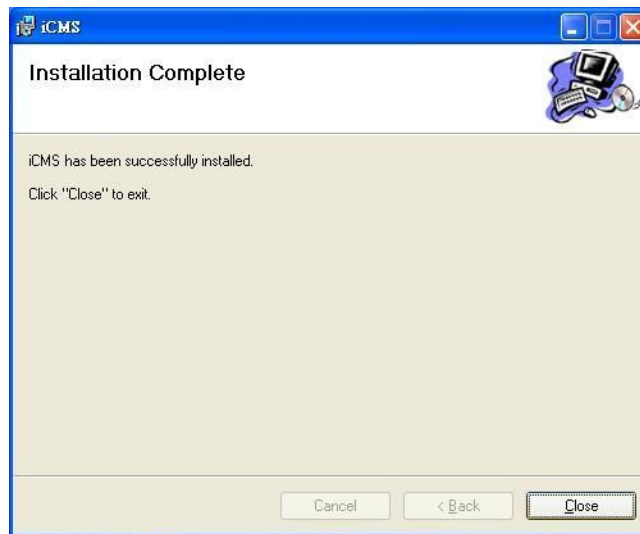 iCMS
Installation Complete
iCMS has been successfully installed.
Click "Close" to exit.
Cancel
< Back
Close